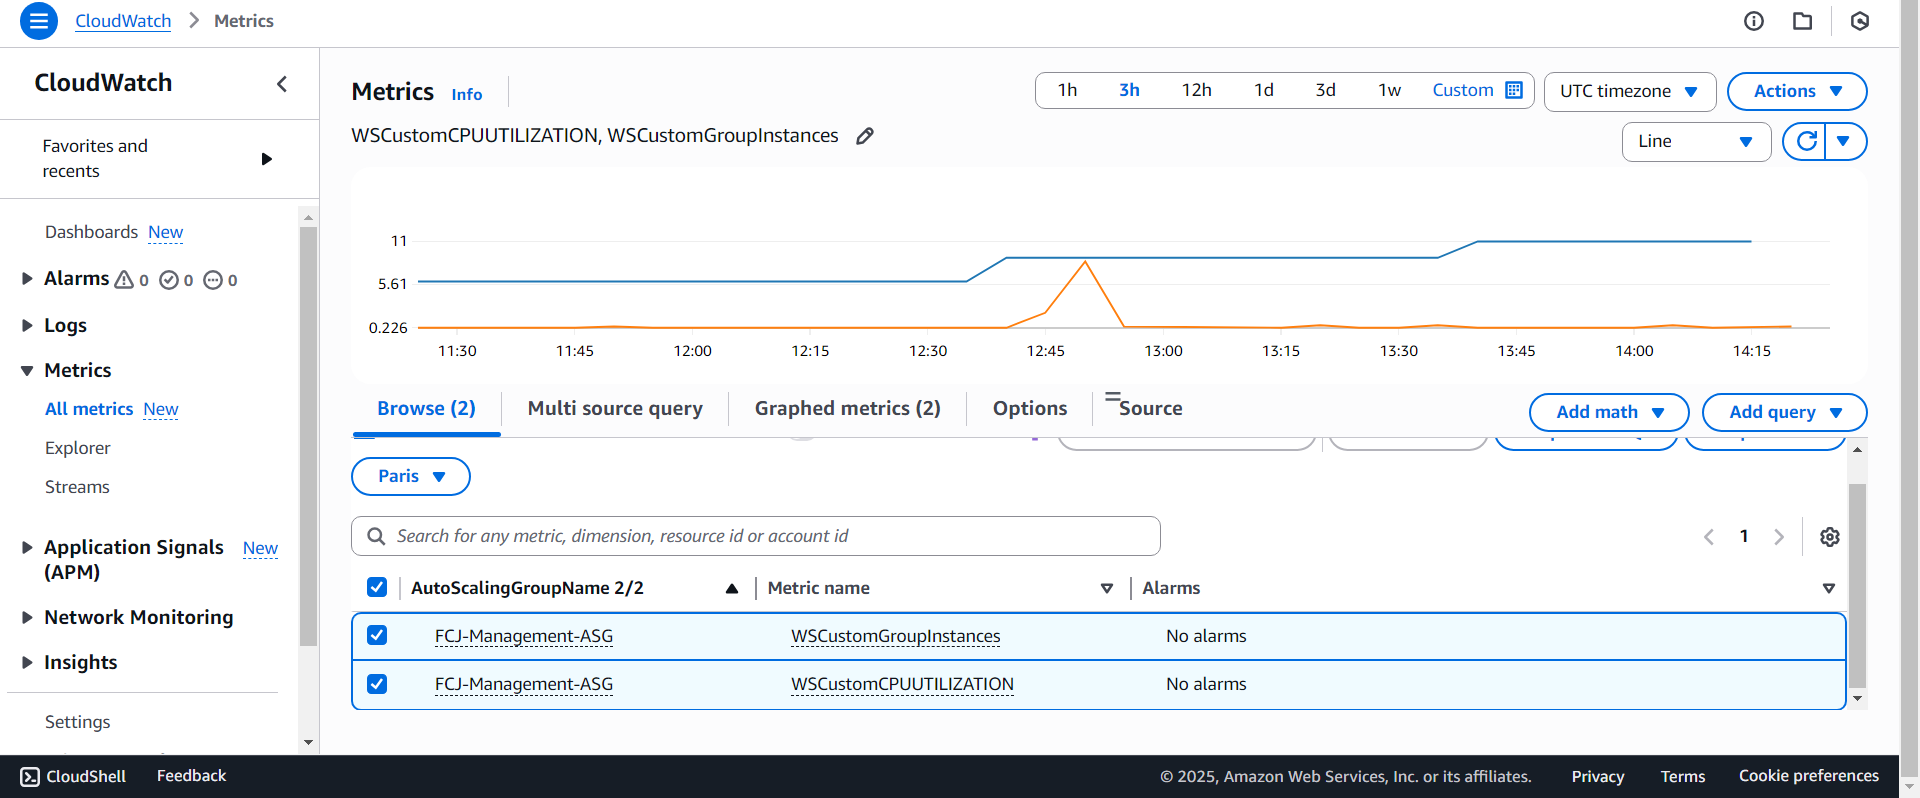 CloudWatch > Metrics
CloudWatch
Favorites and
recents
Dashboards New
Alarms 0 0 0
Logs
Metrics
All metrics New
Explorer
Streams
Application Signals New
(APM)
Network Monitoring
Insights
Settings
Metrics Info
1h 3h 12h 1d 3d 1w Custom
UTC timezone
Actions
WSCustomCPUUTILIZATION, WSCustomGroupInstances
Line
11
5.61
0.226
11:30 11:45 12:00 12:15 12:30 12:45 13:00 13:15 13:30 13:45 14:00 14:15
Browse (2) Multi source query Graphed metrics (2) Options Source
Add math Add query
Paris
Search for any metric, dimension, resource id or account id
1
AutoScalingGroupName 2/2 Metric name Alarms
FCJ-Management-ASG WSCustomGroupInstances No alarms
FCJ-Management-ASG WSCustomCPUUTILIZATION No alarms
CloudShell Feedback © 2025, Amazon Web Services, Inc. or its affiliates. Privacy Terms Cookie preferences